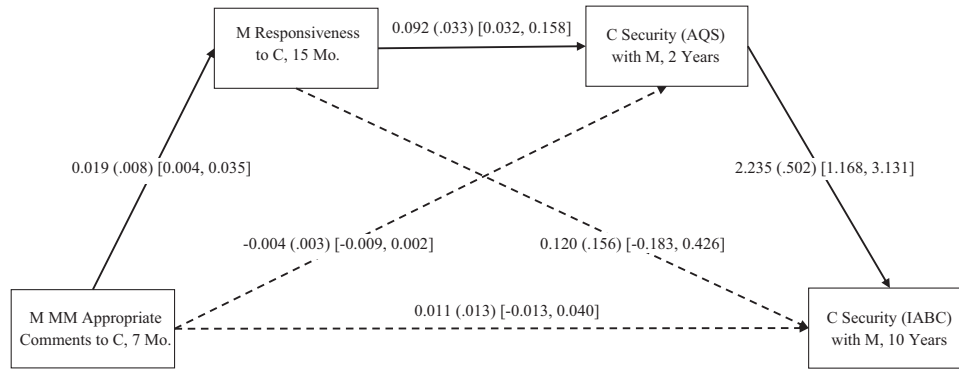 M Responsiveness
to C, 15 Mo.
0.092 (.033) [0.032, 0.158]
C Security (AQS)
with M, 2 Years
0.019 (.008) [0.004, 0.035]
2.235 (.502) [1.168, 3.131]
-0.004 (.003) [-0.009, 0.002]
0.120 (.156) [-0.183, 0.426]
M MM Appropriate
Comments to C, 7 Mo.
0.011 (.013) [-0.013, 0.040]
C Security (IABC)
with M, 10 Years